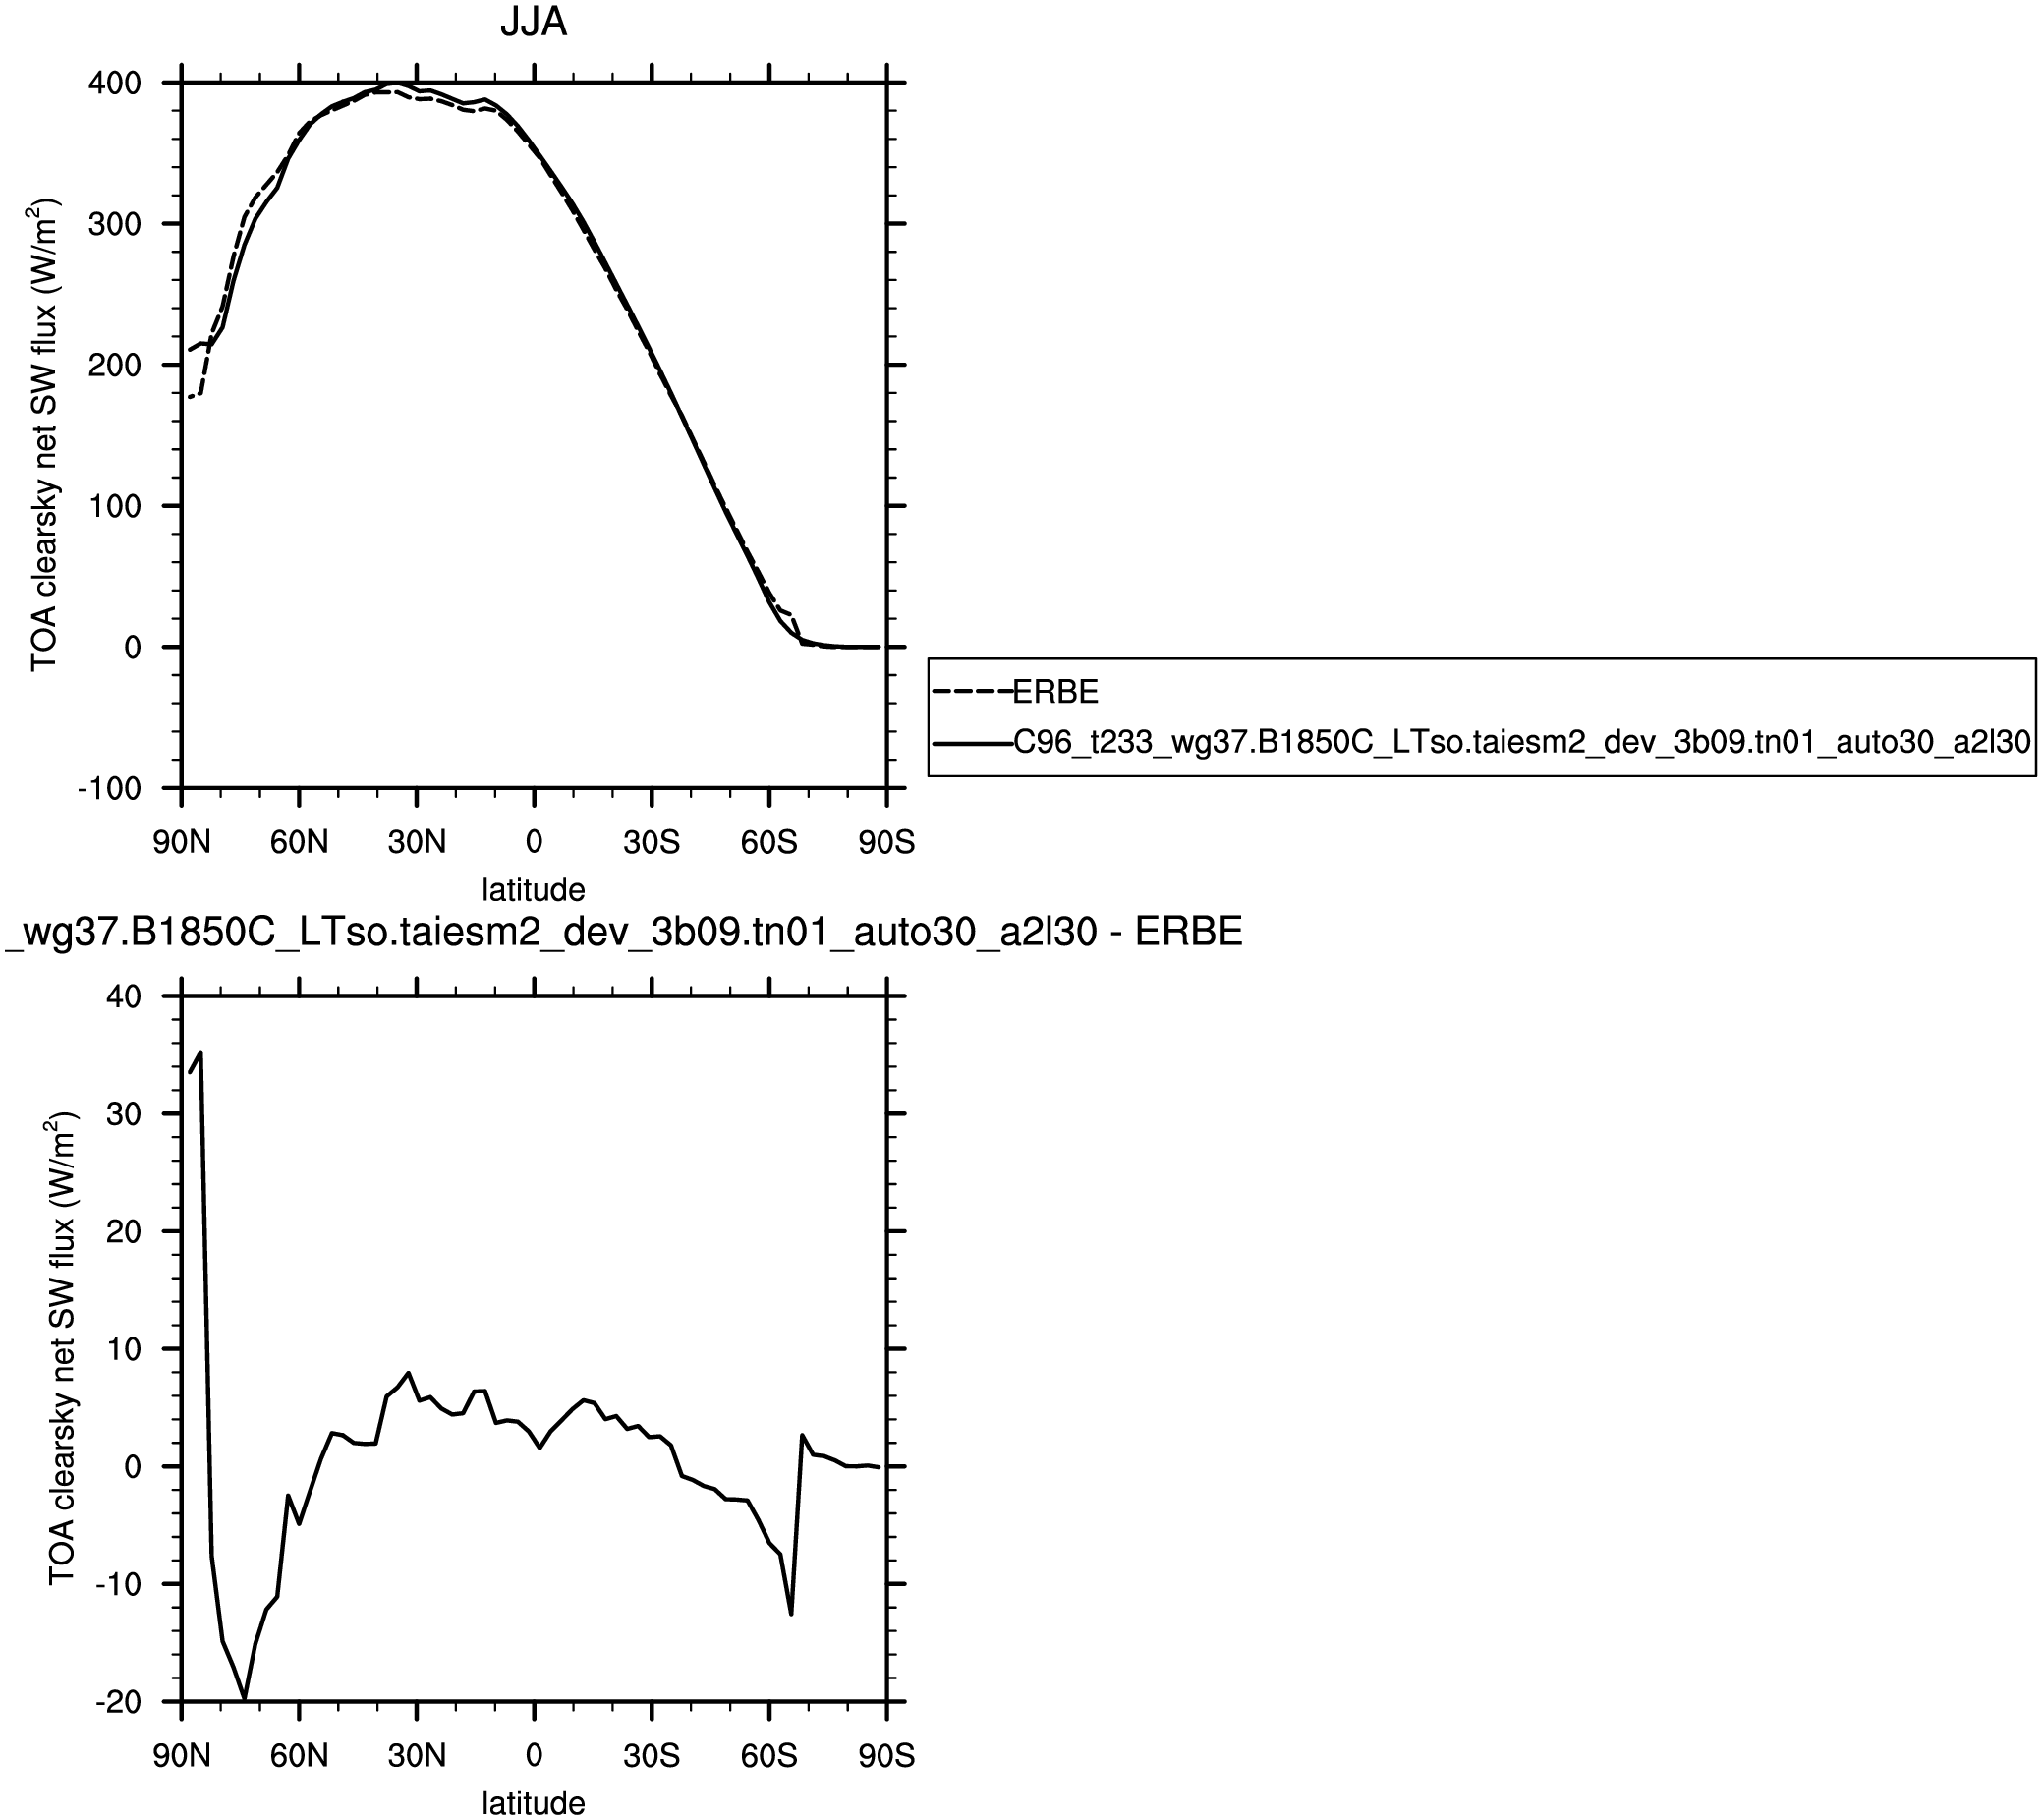 JJA
TOA clearsky net SW flux (W/m²)
400
300
200
100
0
-100
90N 60N 30N 0 30S 60S 90S
latitude
ERBE
C96_t233_wg37.B1850C_LTso.taiesm2_dev_3b09.tn01_auto30_a2l30
_wg37.B1850C_LTso.taiesm2_dev_3b09.tn01_auto30_a2l30 - ERBE
TOA clearsky net SW flux (W/m²)
40
30
20
10
0
-10
-20
90N 60N 30N 0 30S 60S 90S
latitude